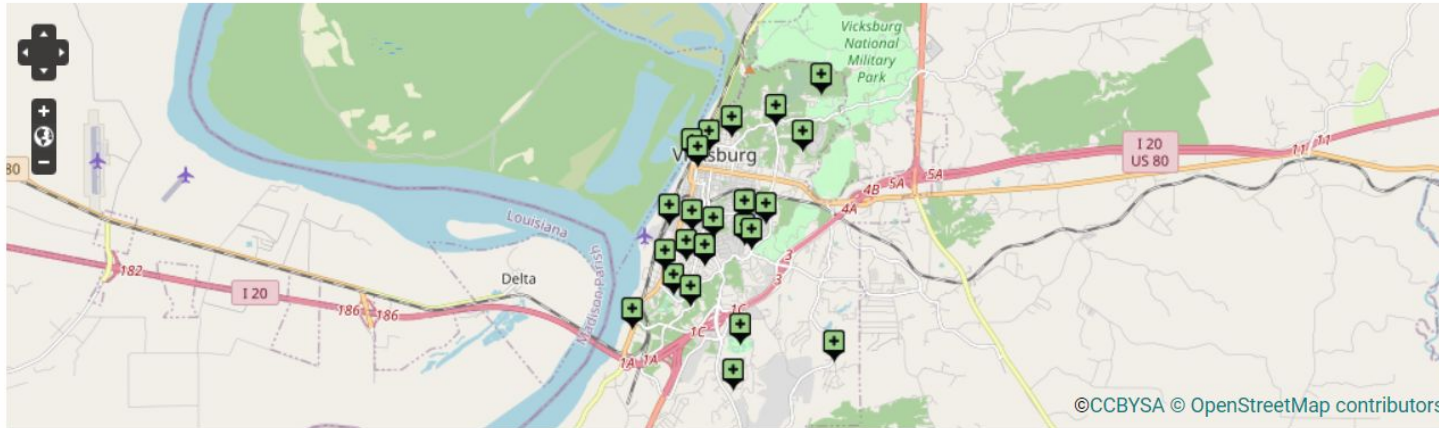 Vicksburg
National
Military
Park
Vicksburg
I 20
US 80
11
11
80
5A
5A
4B
4A
Louisiana
Madison Parish
182
Delta
3
3
I 20
186
186
1C
1C
1A
1A
©CCBYSA © OpenStreetMap contributors